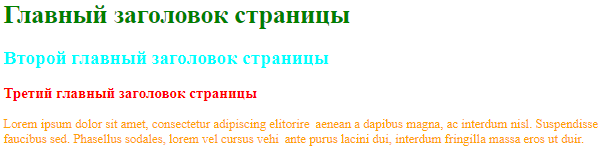 Главный заголовок страницы
Второй главный заголовок страницы
Третий главный заголовок страницы
Lorem ipsum dolor sit amet, consectetur adipiscing elitorire aenean a dapibus magna, ac interdum nisl. Suspendisse
faucibus sed. Phasellus sodales, lorem vel cursus vehi ante purus lacini dui, interdum fringilla massa eros ut duir.